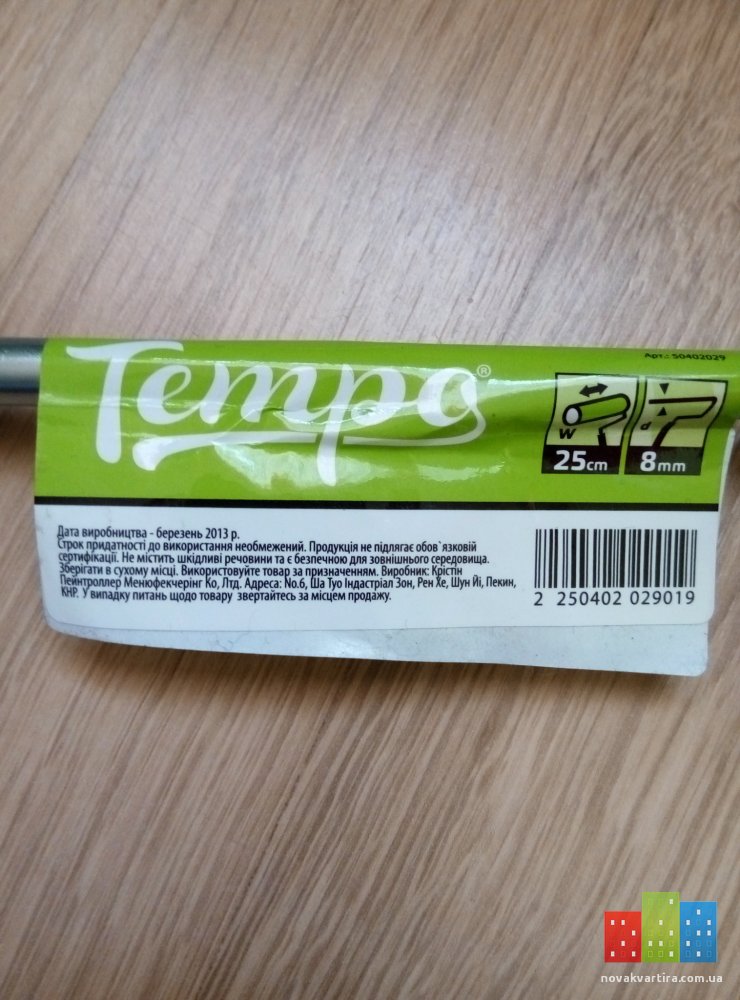 Арт.: 50402029
Tempo®
W
25cm
d
8mm
Дата виробництва - березень 2013 р.
Строк придатності до використання необмежений. Продукція не підлягає обов`язковій
сертифікації. Не містить шкідливі речовини та є безпечною для зовнішнього середовища.
Зберігати в сухому місці. Використовуйте товар за призначенням. Виробник: Крістін
Пейнтроллер Менюфекчерінг Ко, Лтд. Адреса: No.6, Ша Туо Індастріал Зон, Рен Хе, Шун Йі, Пекин,
КНР. У випадку питань щодо товару звертайтесь за місцем продажу.
2 250402 029019
novakvartira.com.ua